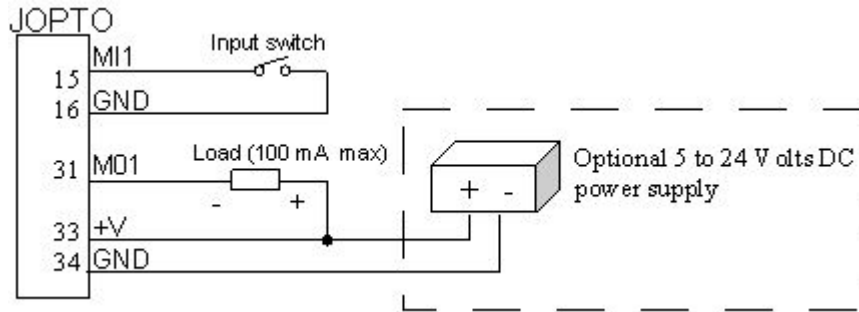 JOPTO
MI1
Input switch
15
16
GND
31
M01
Load (100 mA max)
- +
33
+V
34
GND
+ -
Optional 5 to 24 Volts DC
power supply